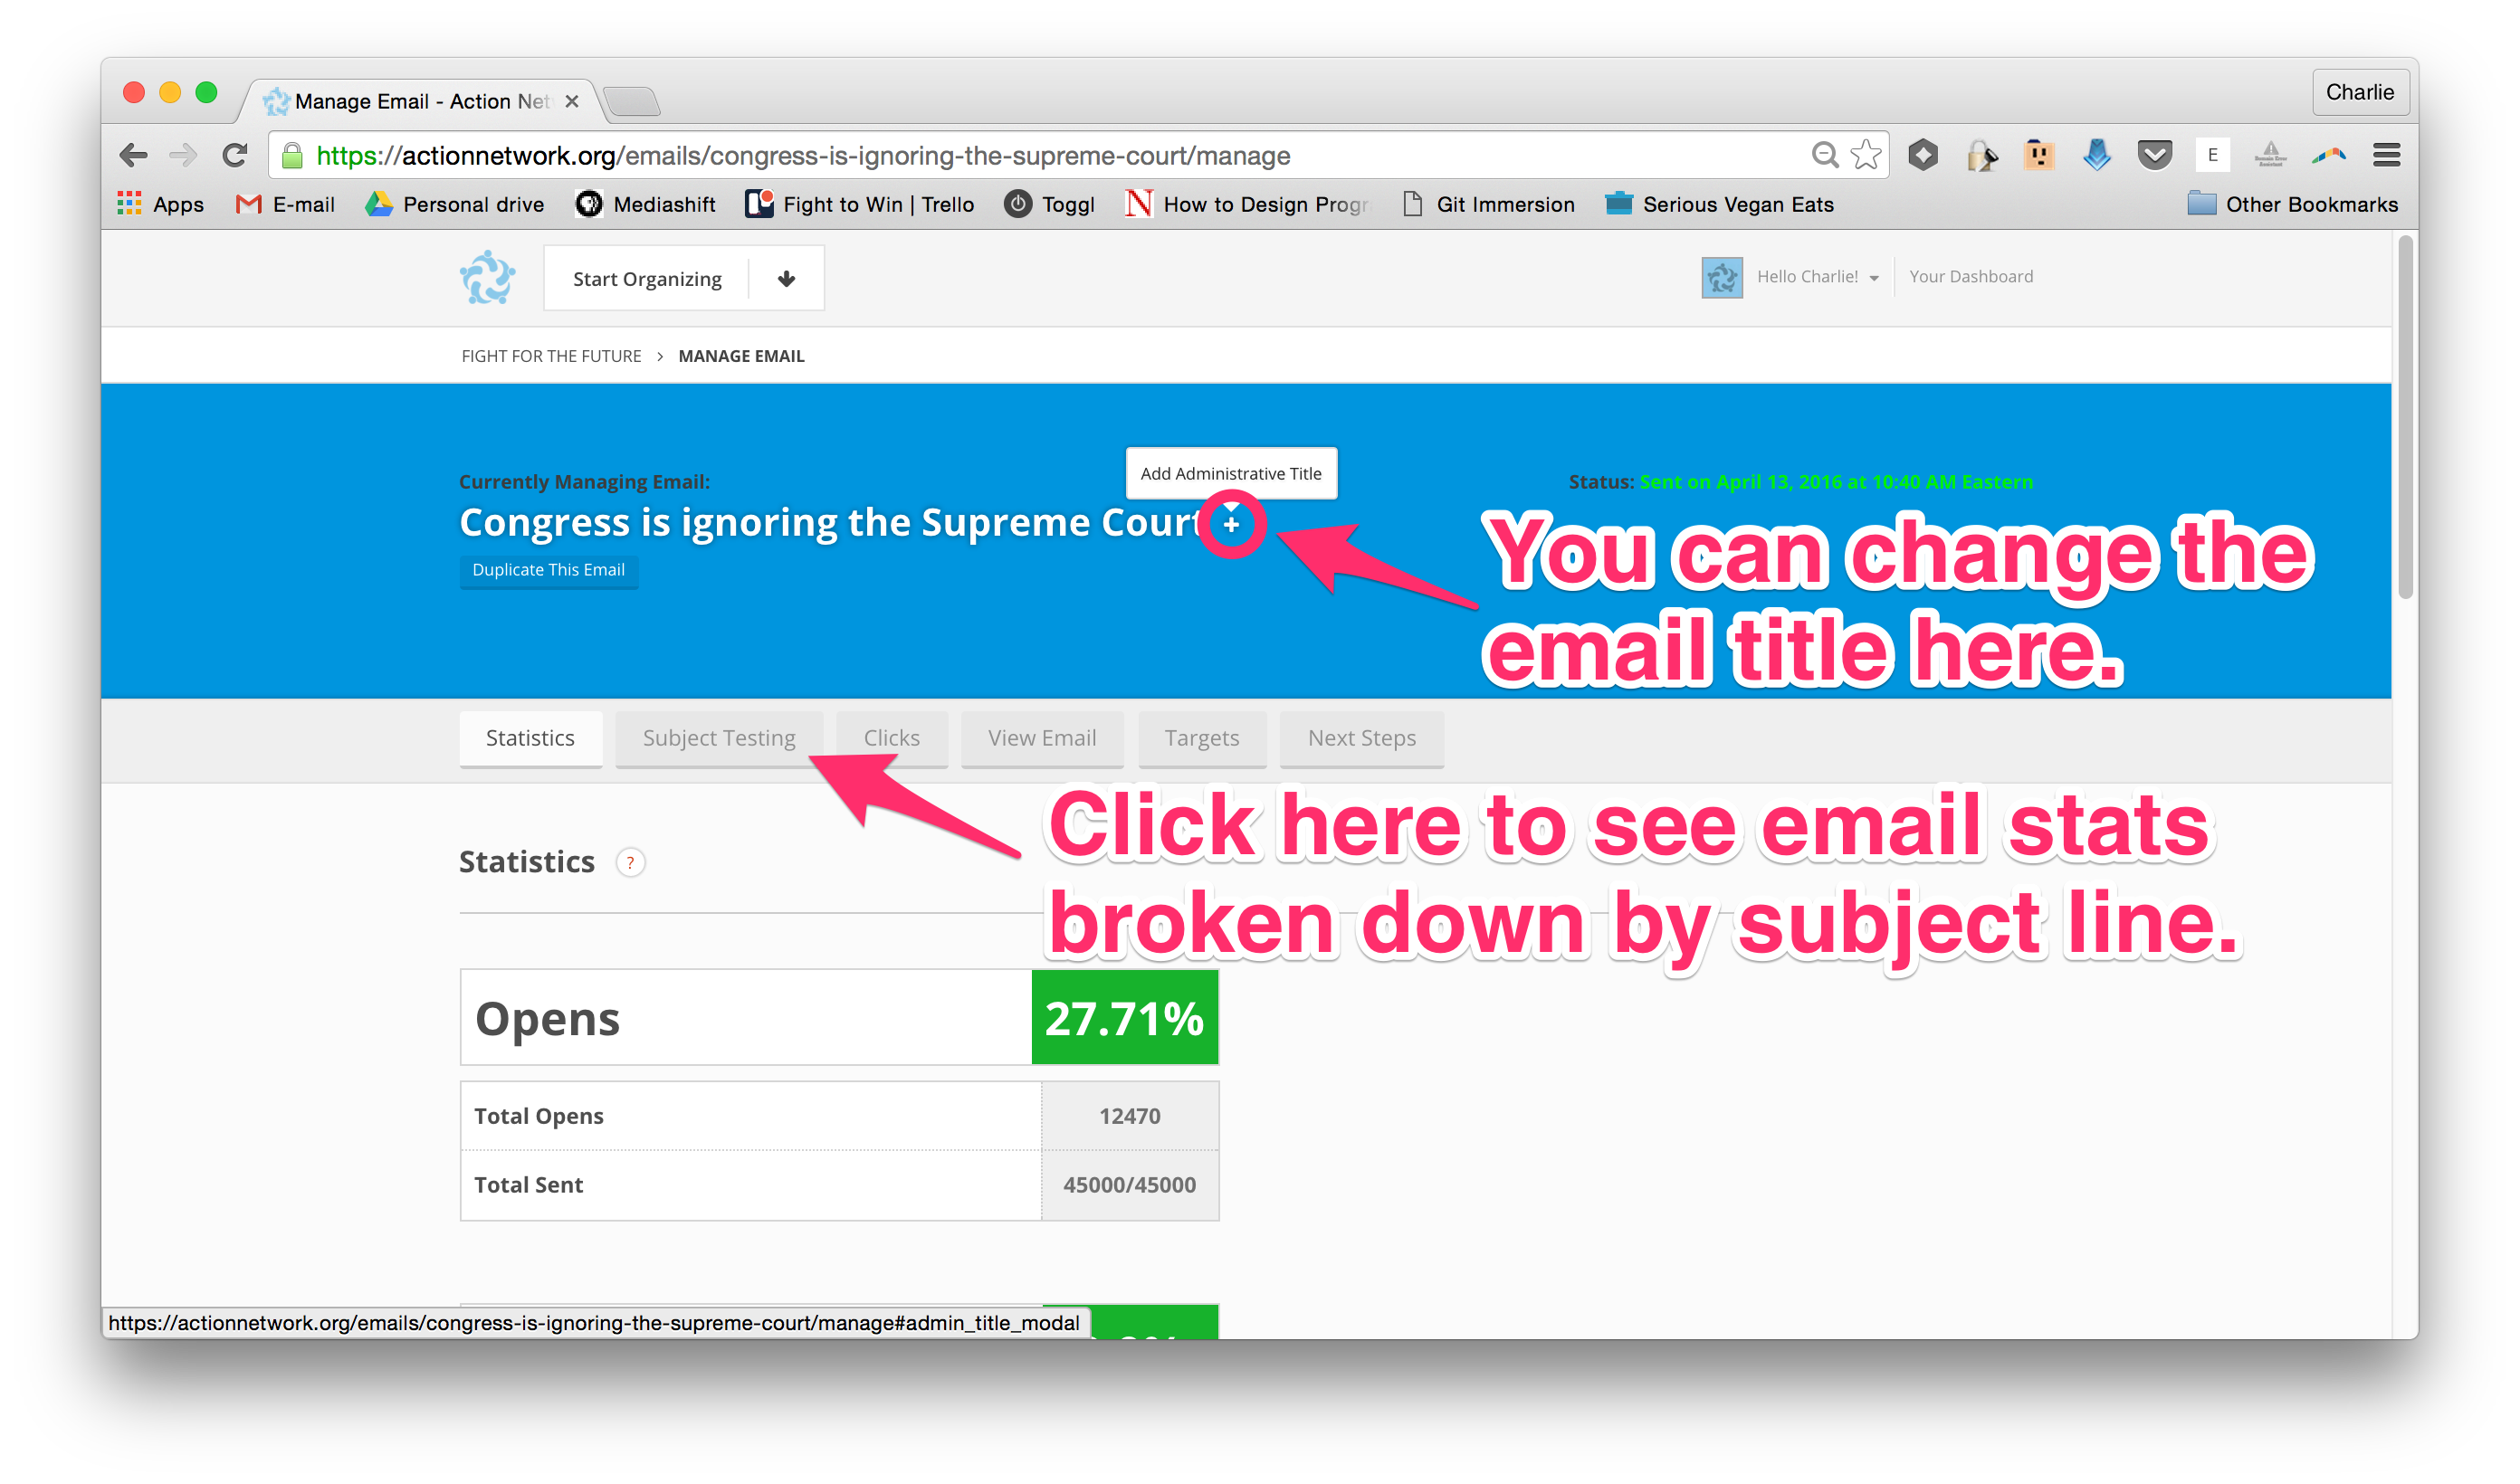 Manage Email - Action Net
Charlie
https://actionnetwork.org/emails/congress-is-ignoring-the-supreme-court/manage
E
Apps
E-mail
Personal drive
Mediashift
Fight to Win | Trello
Toggl
How to Design Progr
Git Immersion
Serious Vegan Eats
Other Bookmarks
Start Organizing
Hello Charlie!
Your Dashboard
FIGHT FOR THE FUTURE > MANAGE EMAIL
Add Administrative Title
Currently Managing Email:
Status: Sent on April 13, 2016 at 10:40 AM Eastern
Congress is ignoring the Supreme Court +
Duplicate This Email
You can change the
email title here.
Statistics
Subject Testing
Clicks
View Email
Targets
Next Steps
Click here to see email stats
broken down by subject line.
Statistics ?
Opens 27.71%
Total Opens 12470
Total Sent 45000/45000
https://actionnetwork.org/emails/congress-is-ignoring-the-supreme-court/manage#admin_title_modal